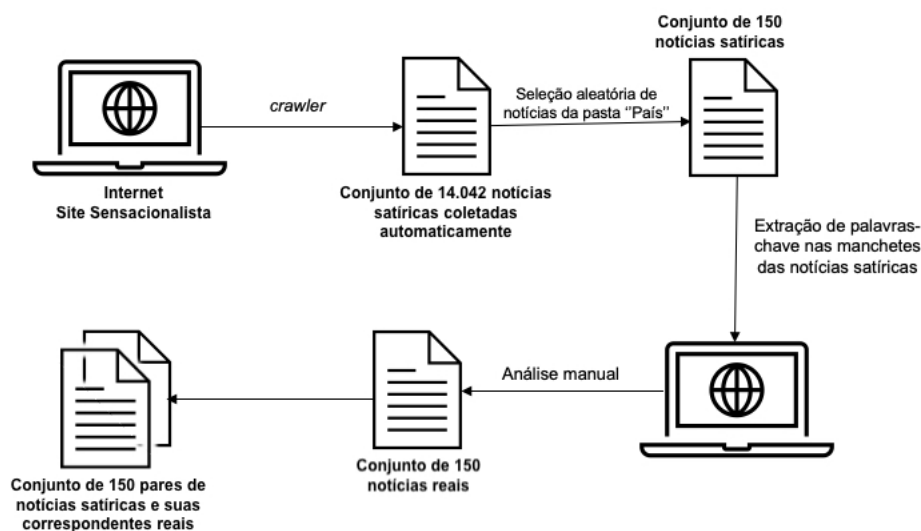 Internet
Site Sensacionalista
crawler
Conjunto de 14.042 notícias
satíricas coletadas
automaticamente
Seleção aleatória de
notícias da pasta "País"
Conjunto de 150
notícias satíricas
Extração de palavras-
chave nas manchetes
das notícias satíricas
Análise manual
Conjunto de 150
notícias reais
Conjunto de 150 pares de
notícias satíricas e suas
correspondentes reais